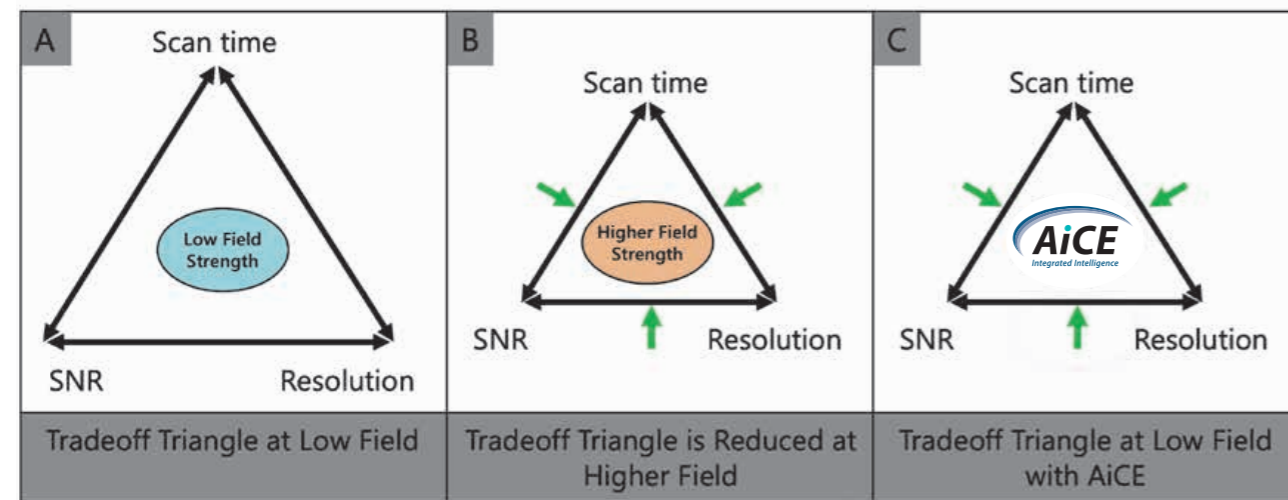 A
Scan time
Low Field
Strength
SNR
Resolution
Tradeoff Triangle at Low Field
B
Scan time
Higher Field
Strength
SNR
Resolution
Tradeoff Triangle is Reduced at
Higher Field
C
Scan time
AiCE
Integrated Intelligence
SNR
Resolution
Tradeoff Triangle at Low Field
with AiCE